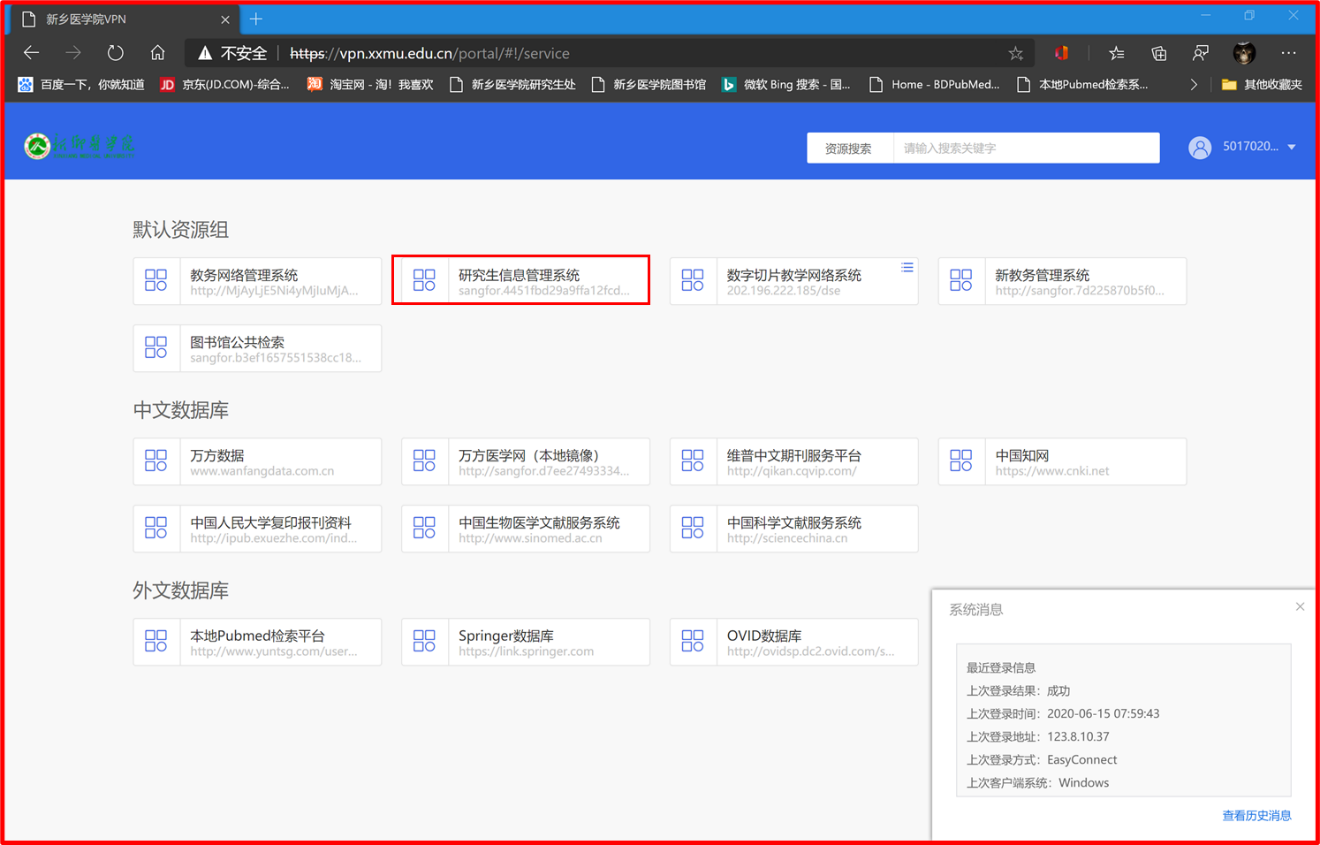 新乡医学院VPN
不安全 https://vpn.xxmu.edu.cn/portal/#!/service
百度一下，你就知道 JD 京东(JD.COM)-综合... 淘 淘宝网 - 淘！我喜欢 新乡医学院研究生处 新乡医学院图书馆 微软 Bing 搜索 - 国... Home - BDPubMed... 本地Pubmed检索系... 其他收藏夹
资源搜索 请输入搜索关键字 5017020...
默认资源组
教务网络管理系统 研究生信息管理系统 数字切片教学网络系统 新教务管理系统
http://MjAyLjE5Ni4yMjIuMjA... sangfor.4451fbd29a9ffa12fcd... 202.196.222.185/dse http://sangfor.7d225870b5f0...
图书馆公共检索
sangfor.b3ef1657551538cc18...
中文数据库
万方数据 万方医学网（本地镜像） 维普中文期刊服务平台 中国知网
www.wanfangdata.com.cn http://sangfor.d7ee27493334... http://qikan.cqvip.com/ https://www.cnki.net
中国人民大学复印报刊资料 中国生物医学文献服务系统 中国科学文献服务系统
http://ipub.exuezhe.com/ind... http://www.sinomed.ac.cn http://sciencechina.cn
外文数据库
本地Pubmed检索平台 Springer数据库 OVID数据库
http://www.yuntsg.com/user... https://link.springer.com http://ovidsp.dc2.ovid.com/s...
系统消息
最近登录信息
上次登录结果：成功
上次登录时间：2020-06-15 07:59:43
上次登录地址：123.8.10.37
上次登录方式：EasyConnect
上次客户端系统：Windows
查看历史消息